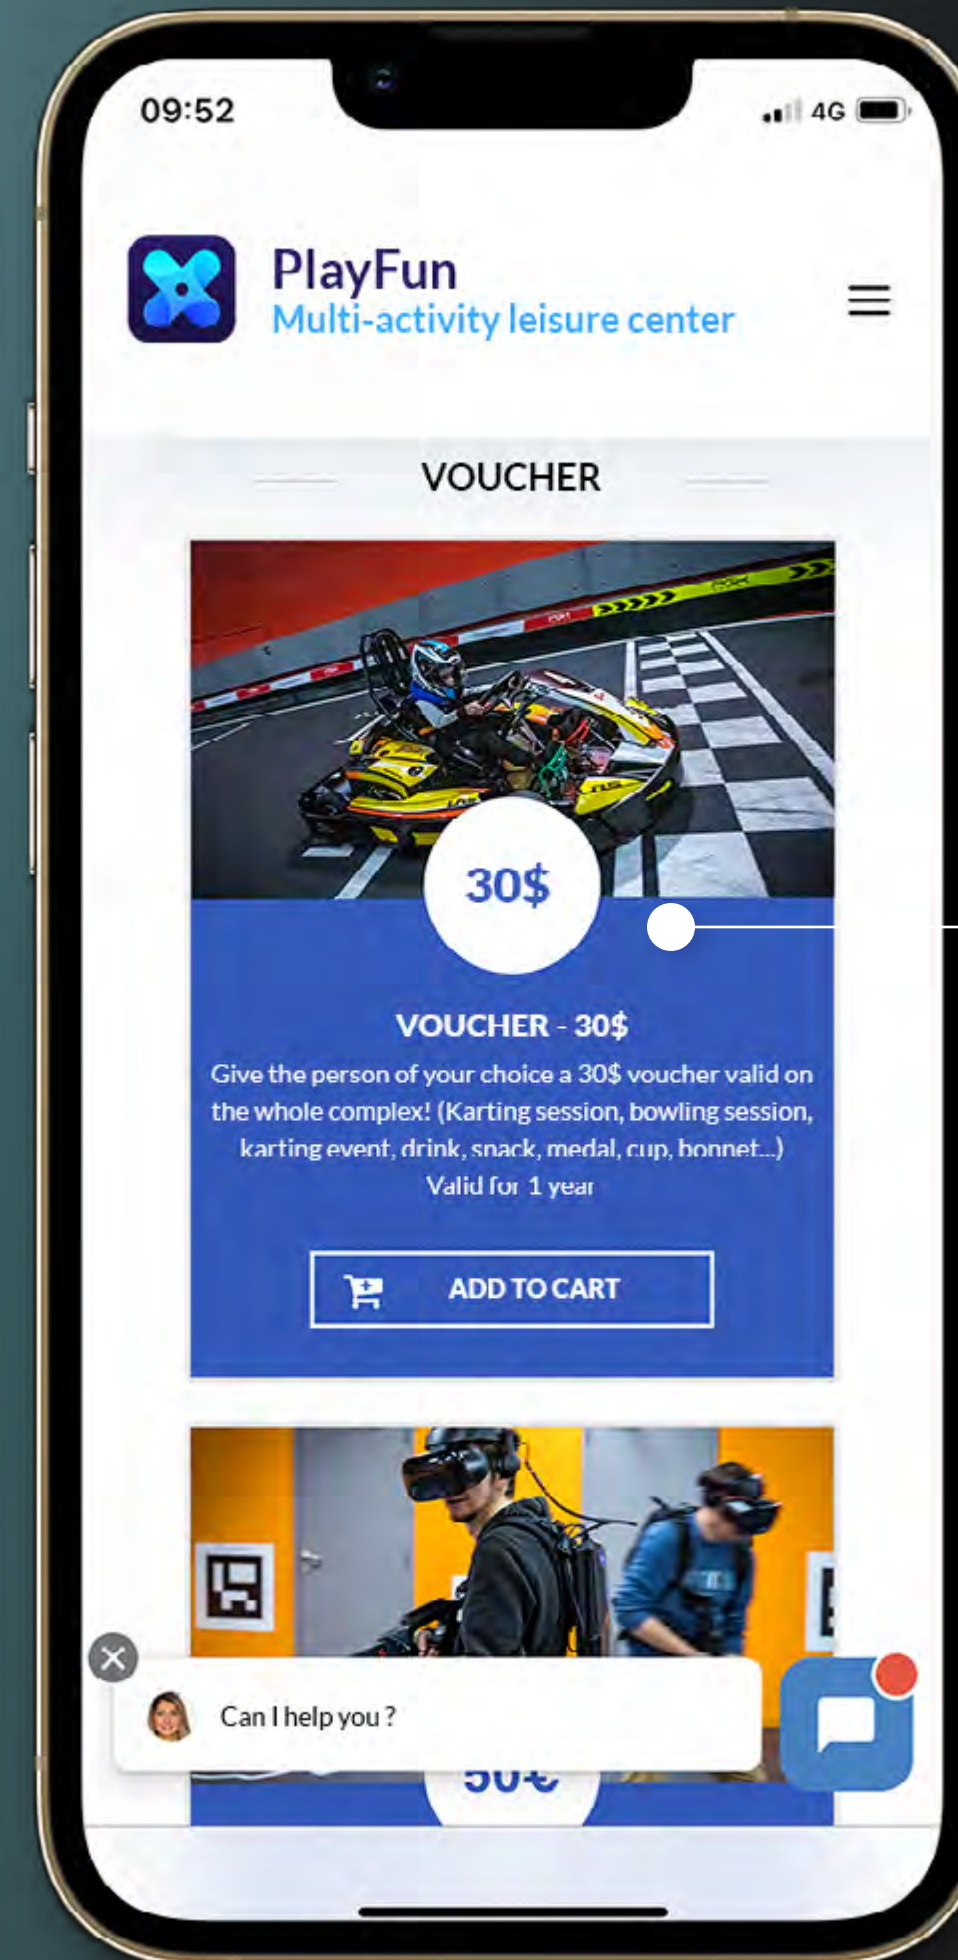 09:52
4G
PlayFun
Multi-activity leisure center
VOUCHER
30$
VOUCHER - 30$
Give the person of your choice a 30$ voucher valid on
the whole complex! (Karting session, bowling session,
karting event, drink, snack, medal, cup, bonnet...)
Valid for 1 year
ADD TO CART
Can I help you ?
50€